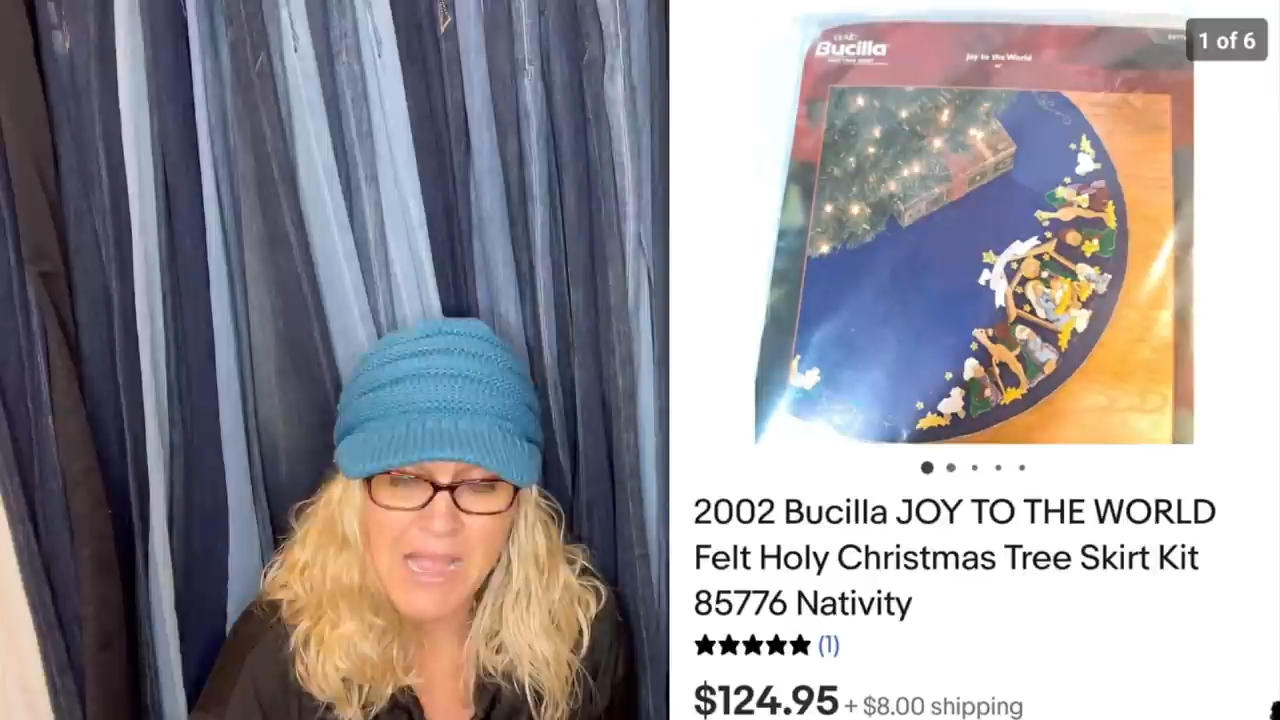 1 of 6
Bucilla
Joy to the World
2002 Bucilla JOY TO THE WORLD
Felt Holy Christmas Tree Skirt Kit
85776 Nativity
(1)
$124.95 + $8.00 shipping